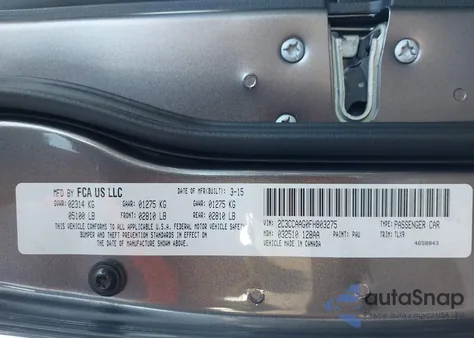 MFD BY FCA US LLC
DATE OF MFR(BUILT): 3-15
GVWR: 02314 KG GAWR: 01275 KG GAWR: 01275 KG
05100 LB FRONT: 02810 LB REAR: 02810 LB
THIS VEHICLE CONFORMS TO ALL APPLICABLE U.S.A. FEDERAL MOTOR VEHICLE SAFETY,
BUMPER AND THEFT PREVENTION STANDARDS IN EFFECT ON
THE DATE OF MANUFACTURE SHOWN ABOVE.
VIN: 2C3CCAAG0FH803275 TYPE: PASSENGER CAR
MDH: 032510 128AA PAINT: PAU TRIM: TLX9
VEHICLE MADE IN CANADA 4650843
autoSnap